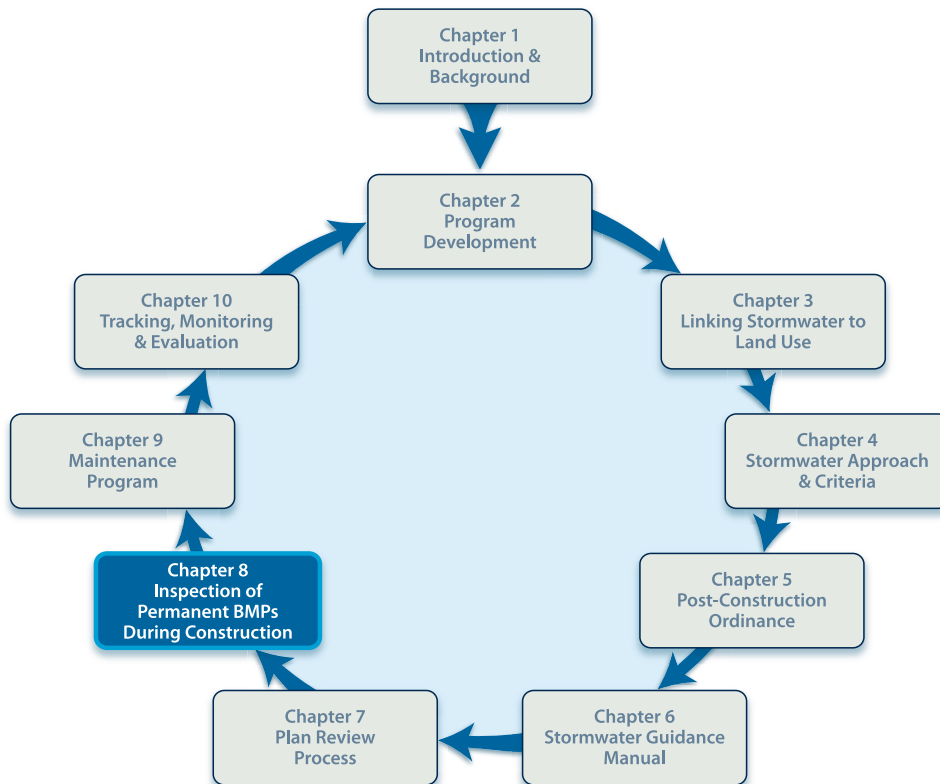 Chapter 1
Introduction &
Background
Chapter 2
Program
Development
Chapter 3
Linking Stormwater to
Land Use
Chapter 4
Stormwater Approach
& Criteria
Chapter 5
Post-Construction
Ordinance
Chapter 6
Stormwater Guidance
Manual
Chapter 7
Plan Review
Process
Chapter 8
Inspection of
Permanent BMPs
During Construction
Chapter 9
Maintenance
Program
Chapter 10
Tracking, Monitoring
& Evaluation